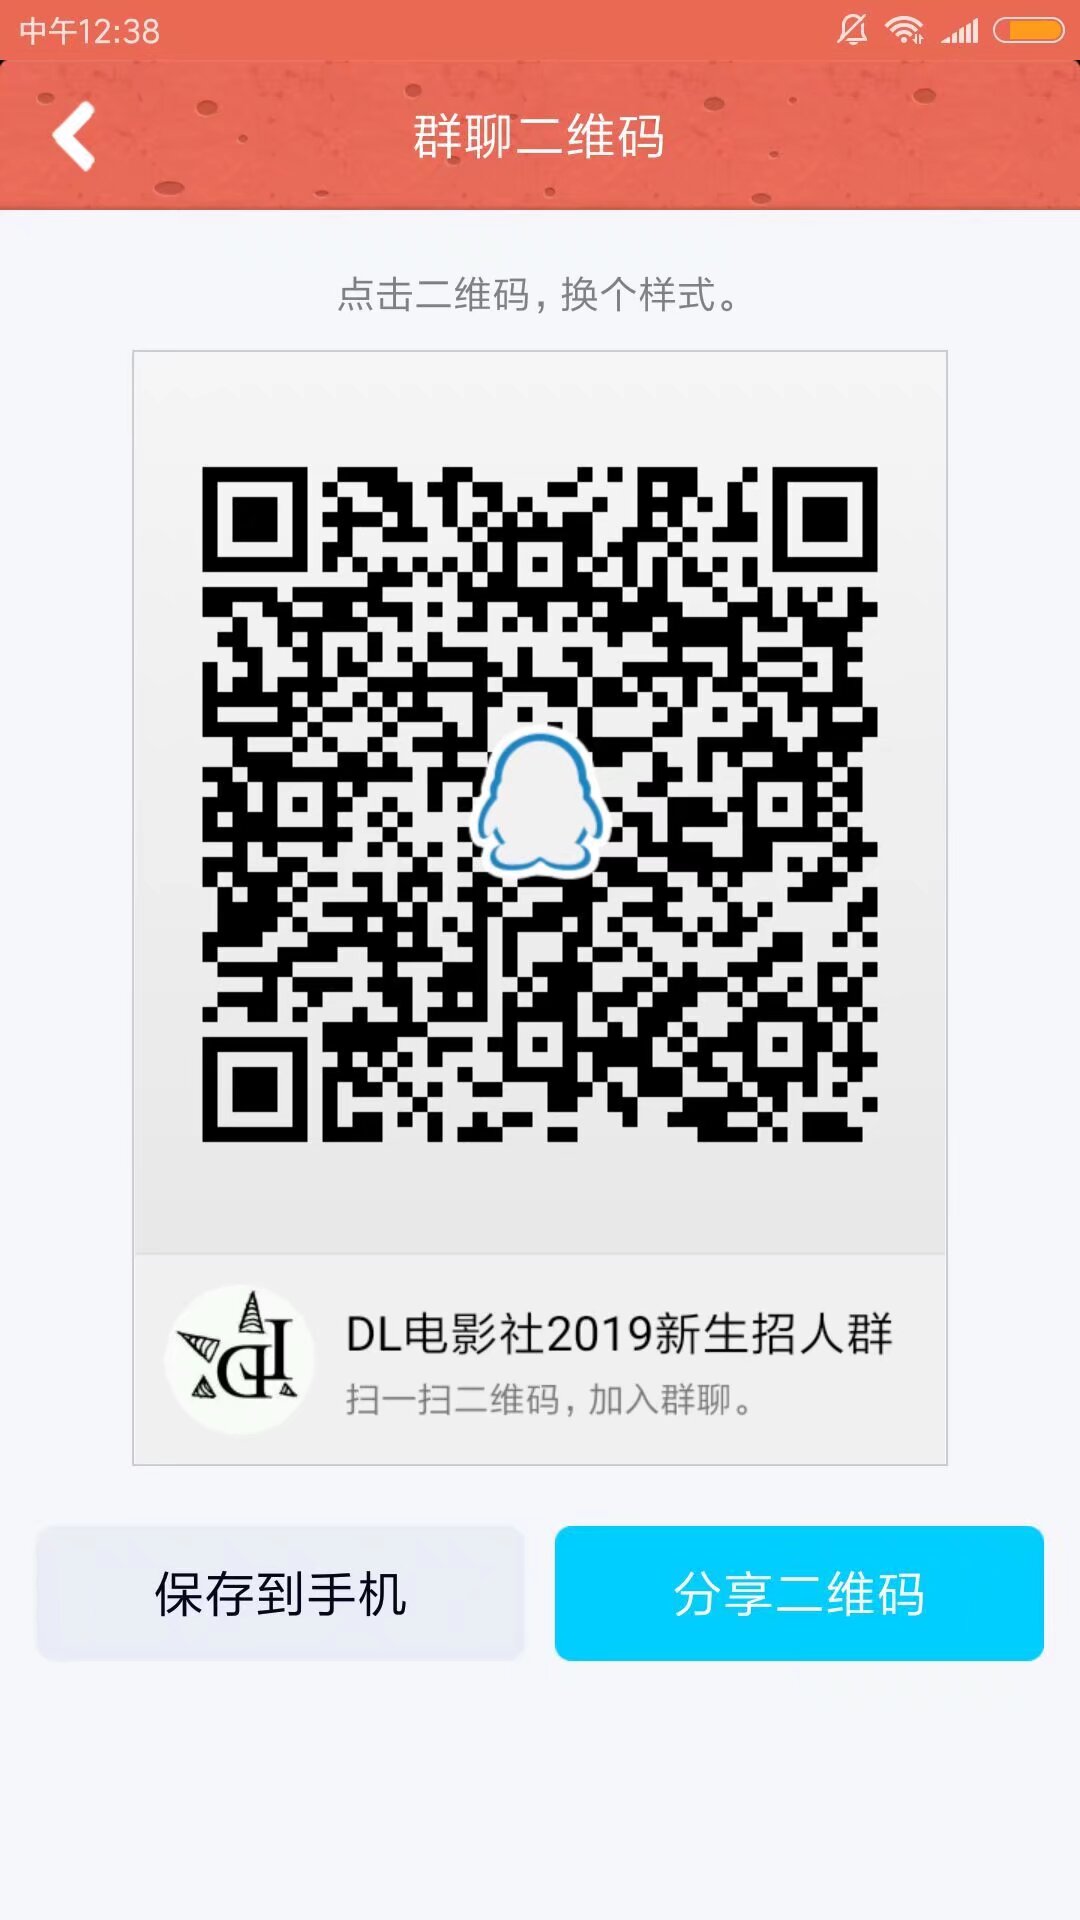 中午12:38
群聊二维码
点击二维码，换个样式。
DL
DL电影社2019新生招人群
扫一扫二维码，加入群聊。
保存到手机
分享二维码